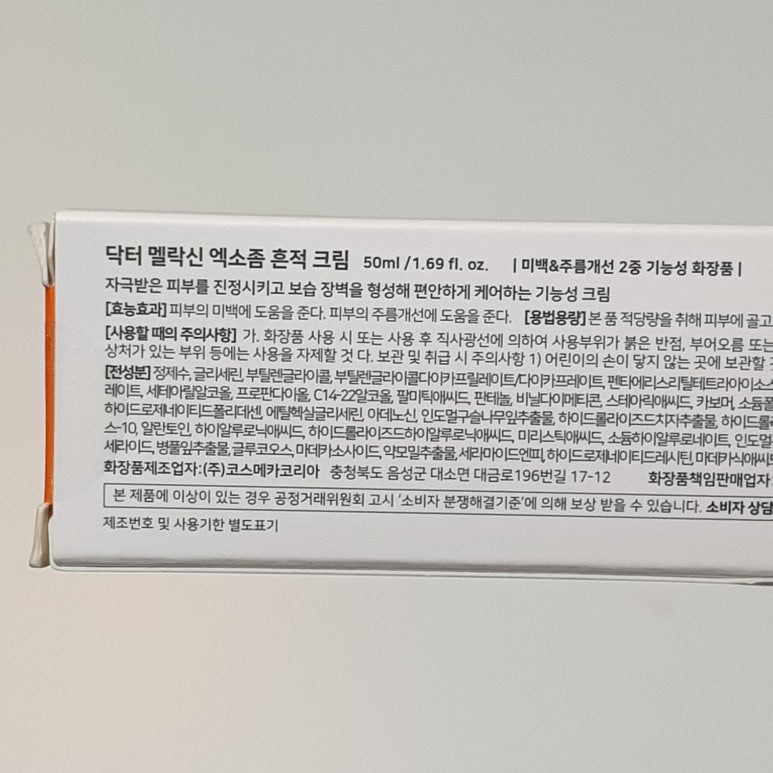 닥터 멜락신 엑소좀 흔적 크림 50ml /1.69 fl. oz. | 미백&주름개선 2중 기능성 화장품 |
자극받은 피부를 진정시키고 보습 장벽을 형성해 편안하게 케어하는 기능성 크림
[효능효과] 피부의 미백에 도움을 준다. 피부의 주름개선에 도움을 준다. [용법용량] 본 품 적당량을 취해 피부에 골고
[사용할 때의 주의사항] 가. 화장품 사용 시 또는 사용 후 직사광선에 의하여 사용부위가 붉은 반점, 부어오름 또는
상처가 있는 부위 등에는 사용을 자제할 것 다. 보관 및 취급 시 주의사항 1) 어린이의 손이 닿지 않는 곳에 보관할
[전성분] 정제수, 글리세린, 부틸렌글라이콜, 부틸렌글라이콜다이카프릴레이트/다이카프레이트, 펜타에리스리틸테트라아이소스
레이트, 세테아릴알코올, 프로판다이올, C14-22알코올, 팔미틱애씨드, 판테놀, 비닐다이메티콘, 스테아릭애씨드, 카보머, 소듐폴
하이드로제네이티드폴리데센, 에틸헥실글리세린, 아데노신, 인도멀구슬나무잎추출물, 하이드롤라이즈드치자추출물, 하이드롤
스-10, 알란토인, 하이알루로닉애씨드, 하이드롤라이즈드하이알루로닉애씨드, 미리스틱애씨드, 소듐하이알루로네이트, 인도멀
세라이드, 병풀잎추출물, 글루코오스, 마데카소사이드, 약모밀추출물, 세라마이드엔피, 하이드로제네이티드레시틴, 마데카식애씨드
화장품제조업자:(주)코스메카코리아 충청북도 음성군 대소면 대금로196번길 17-12 화장품책임판매업자
본 제품에 이상이 있는 경우 공정거래위원회 고시 '소비자 분쟁해결기준'에 의해 보상 받을 수 있습니다. 소비자 상담
제조번호 및 사용기한 별도표기